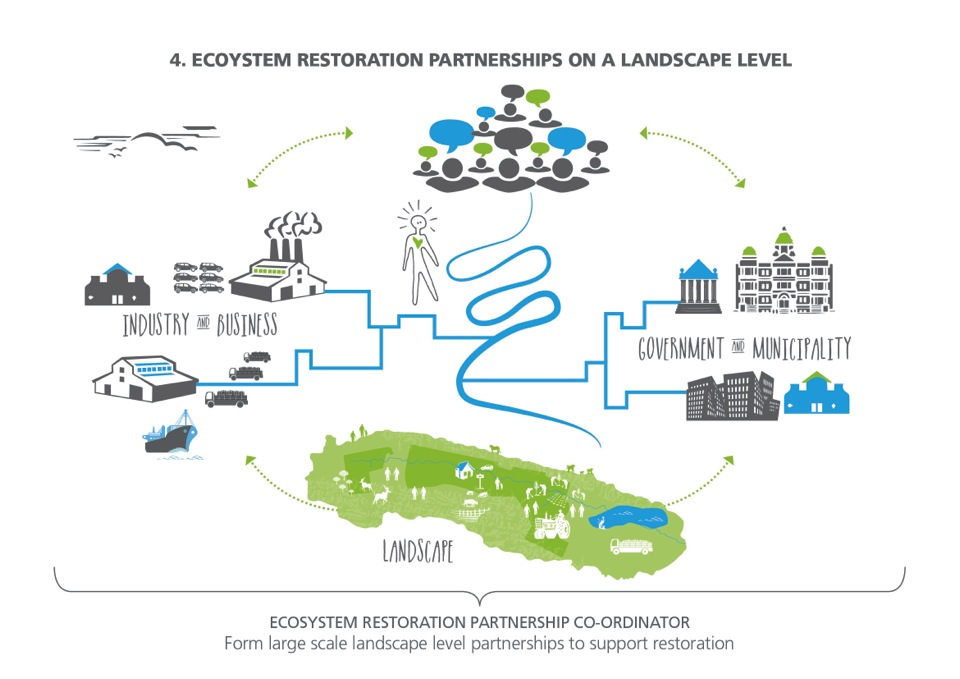 4. ECOYSTEM RESTORATION PARTNERSHIPS ON A LANDSCAPE LEVEL
INDUSTRY AND BUSINESS
GOVERNMENT AND MUNICIPALITY
LANDSCAPE
ECOSYSTEM RESTORATION PARTNERSHIP CO-ORDINATOR
Form large scale landscape level partnerships to support restoration